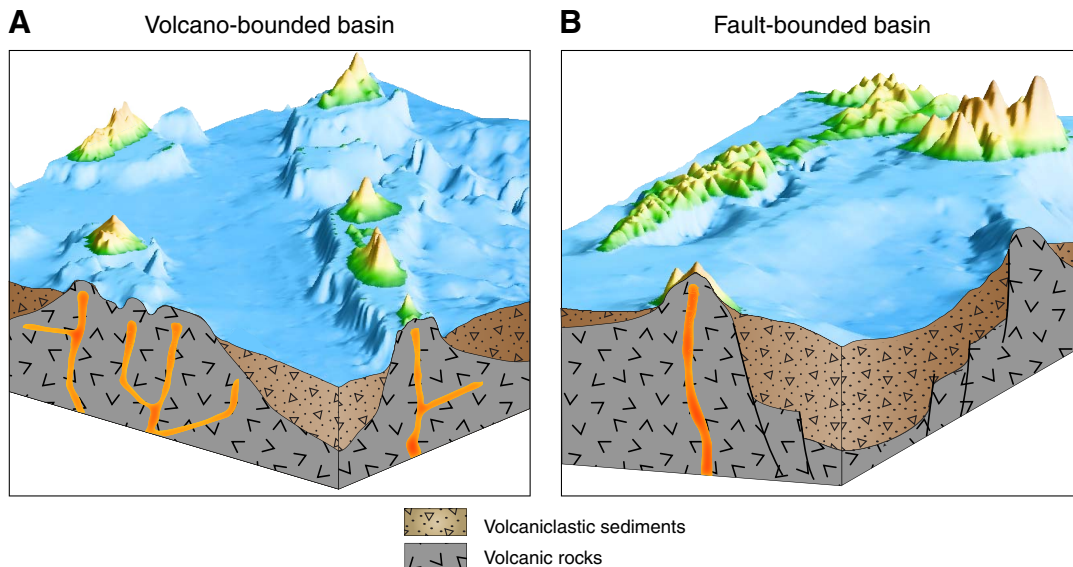 A
Volcano-bounded basin
B
Fault-bounded basin
Volcaniclastic sediments
Volcanic rocks